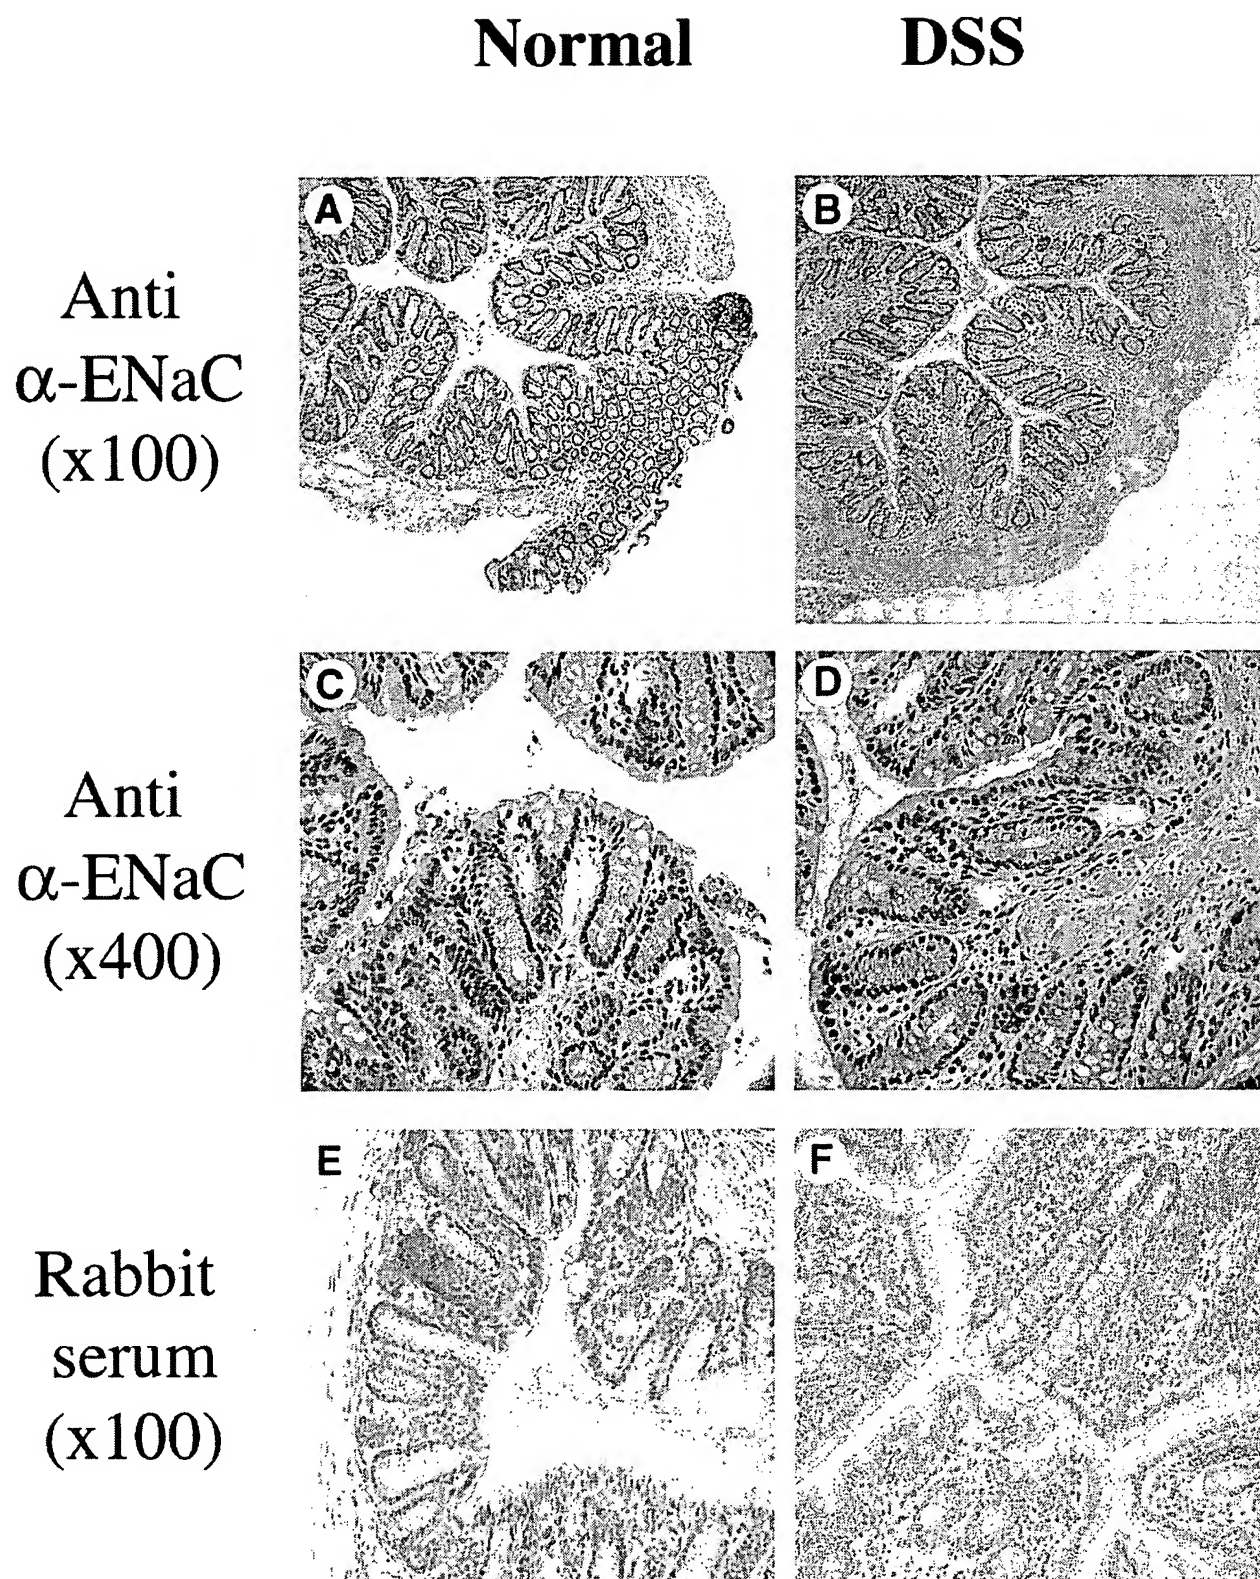 Normal DSS
A B
Anti
α-ENaC
(x100)
C D
Anti
α-ENaC
(x400)
E F
Rabbit
serum
(x100)